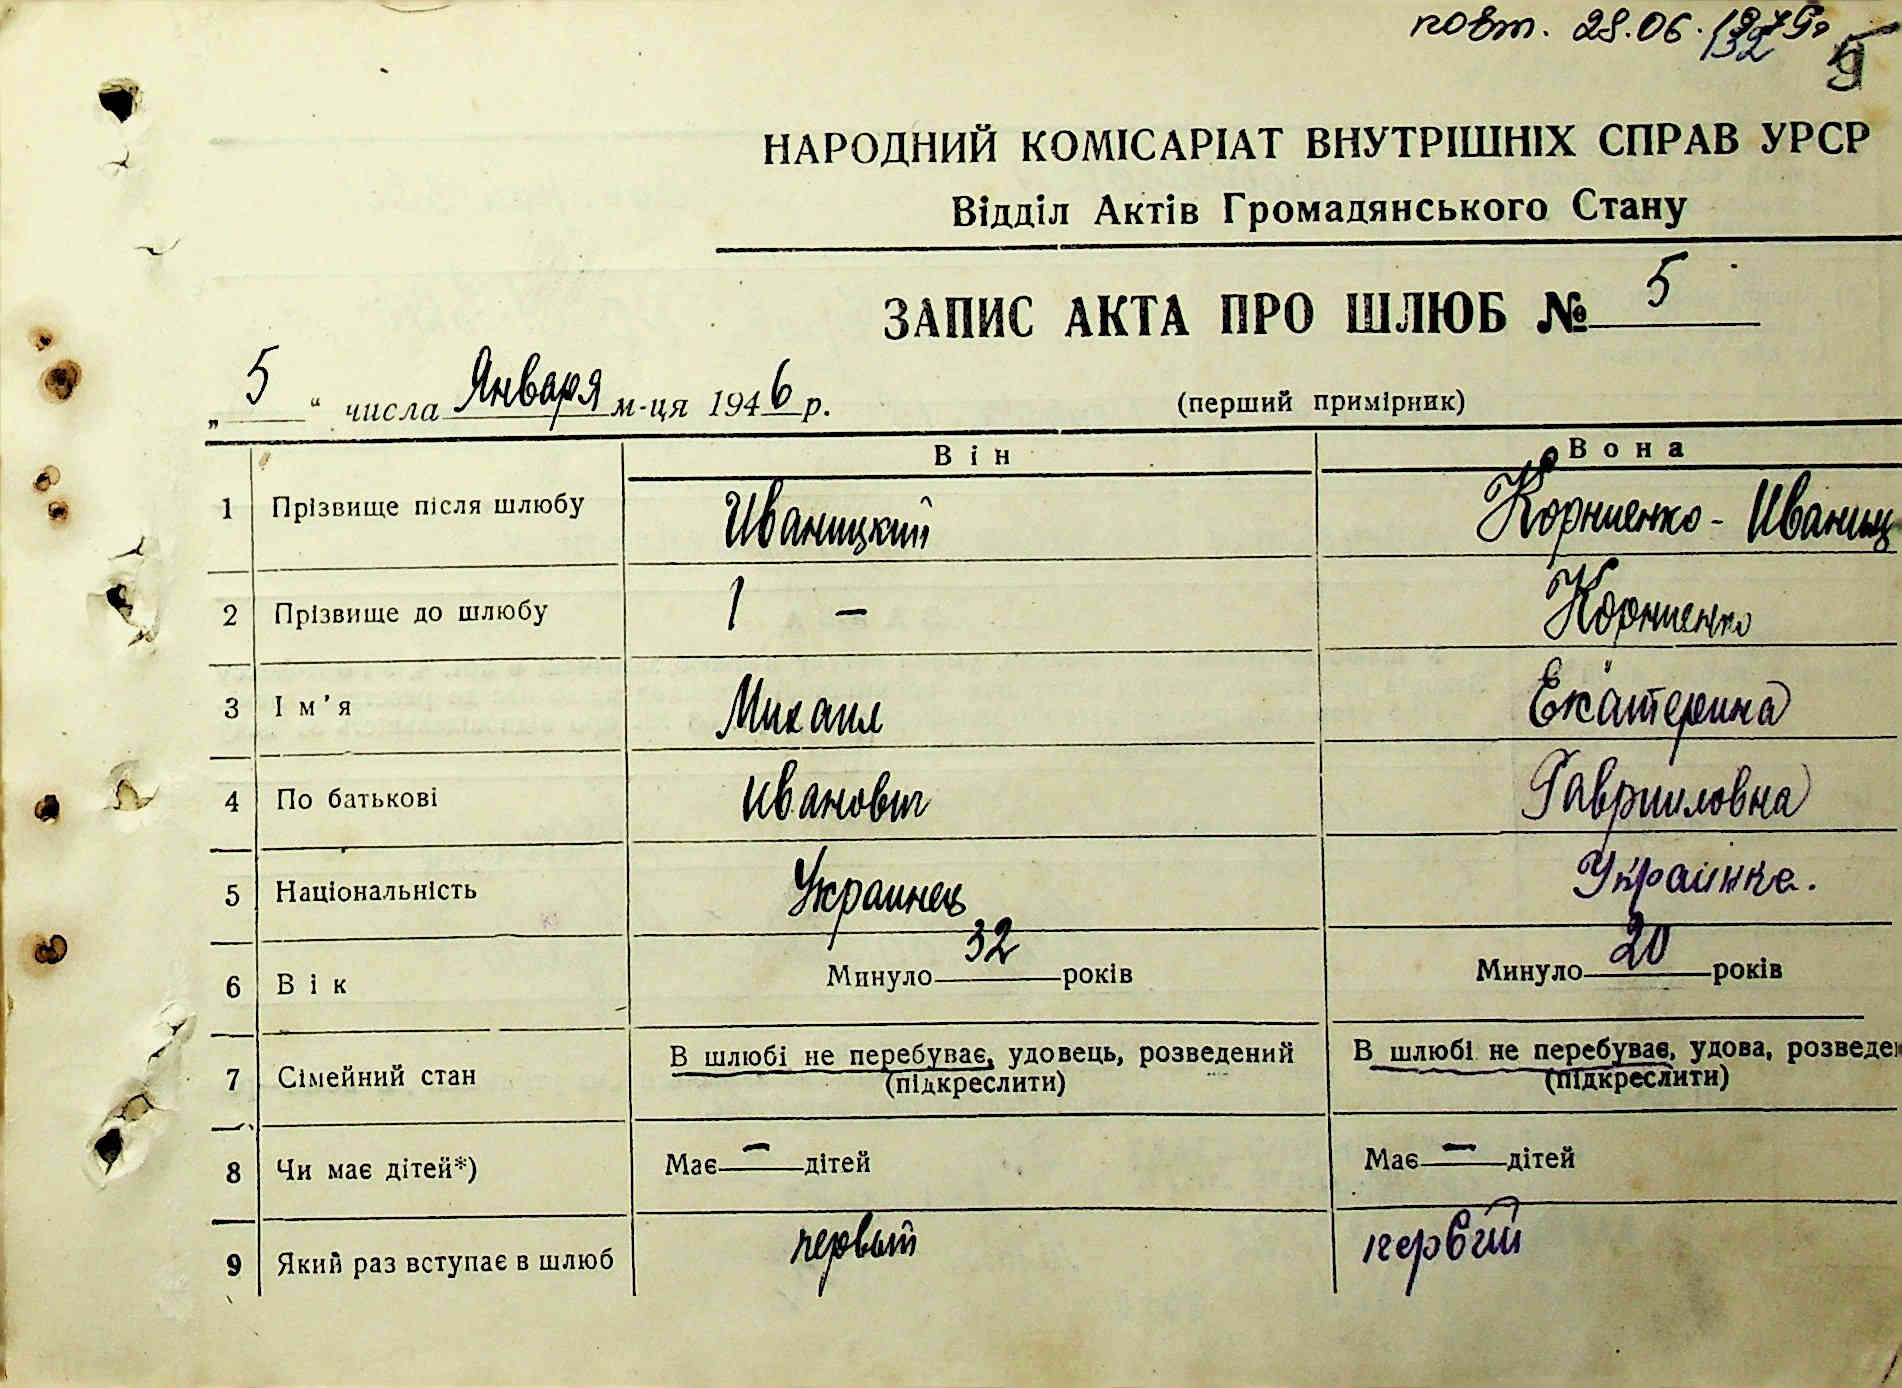 повт. 28.06.1979г.
132
НАРОДНИЙ КОМІСАРІАТ ВНУТРІШНІХ СПРАВ УРСР
Відділ Актів Громадянського Стану
ЗАПИС АКТА ПРО ШЛЮБ № 5
„5“ числа Января м-ця 1946 р. (перший примірник)
Він Вона
1 Прізвище після шлюбу Иваницкий Корниенко - Иваниц
2 Прізвище до шлюбу — Корниенко
3 Ім'я Михаил Екатерина
4 По батькові Иванович Гаврииловна
5 Національність Украинец Украинка.
6 Вік Минуло 32 років Минуло 20 років
7 Сімейний стан В шлюбі не перебуває, удовець, розведений В шлюбі не перебуває, удова, розведен
(підкреслити) (підкреслити)
8 Чи має дітей*) Має — дітей Має — дітей
9 Який раз вступає в шлюб первый первый